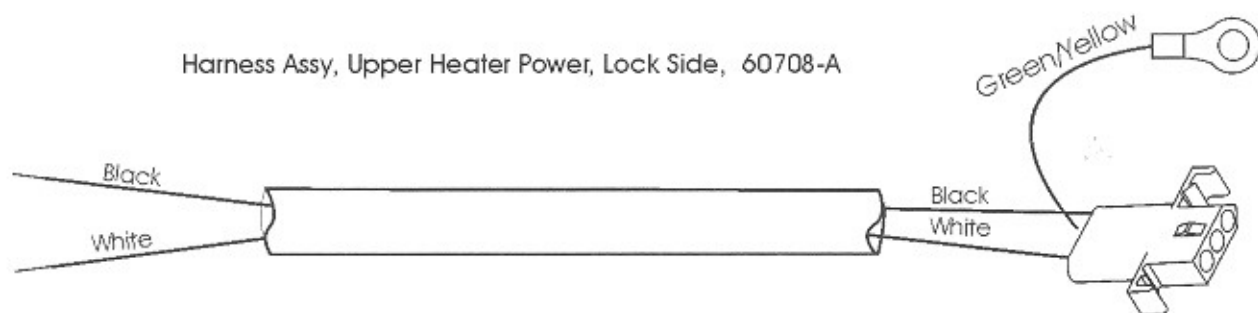 Harness Assy, Upper Heater Power, Lock Side, 60708-A
Green/Yellow
Black
White
Black
White